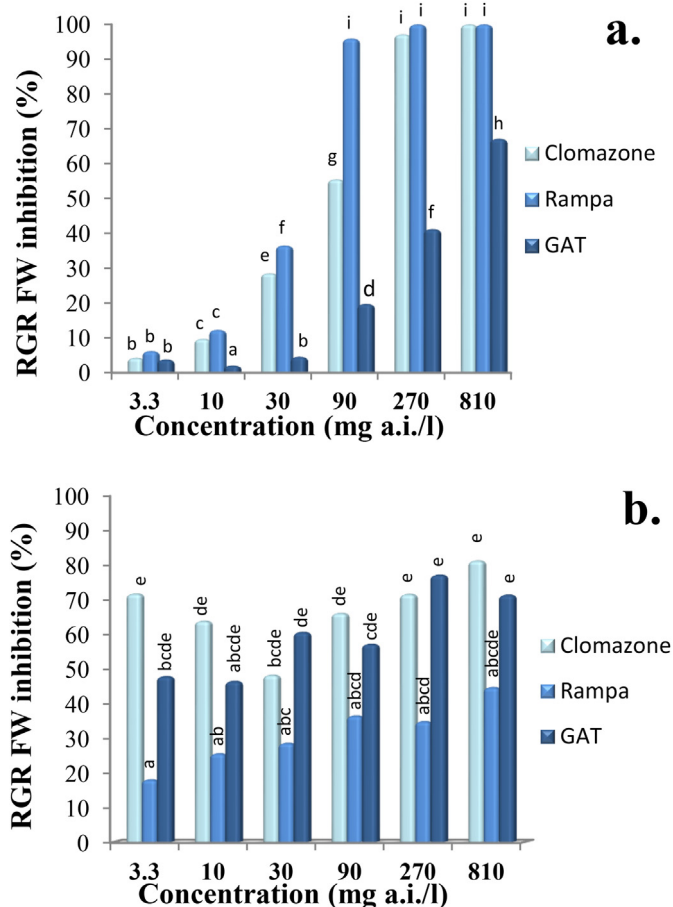 a.
RGR FW inhibition (%)
100
90
80
70
60
50
40
30
20
10
0
b b b
c c a
e f b
g i d
i i f
i i h
3.3 10 30 90 270 810
Concentration (mg a.i./l)
Clomazone
Rampa
GAT
b.
RGR FW inhibition (%)
100
90
80
70
60
50
40
30
20
10
0
e a bcde
de ab abcde
bcde abc de
de abcd cde
e abcd e
e abcde e
3.3 10 30 90 270 810
Concentration (mg a.i./l)
Clomazone
Rampa
GAT